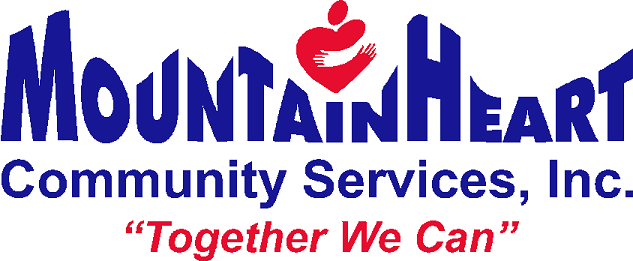 MOUNTAINHEART
Community Services, Inc.
“Together We Can”